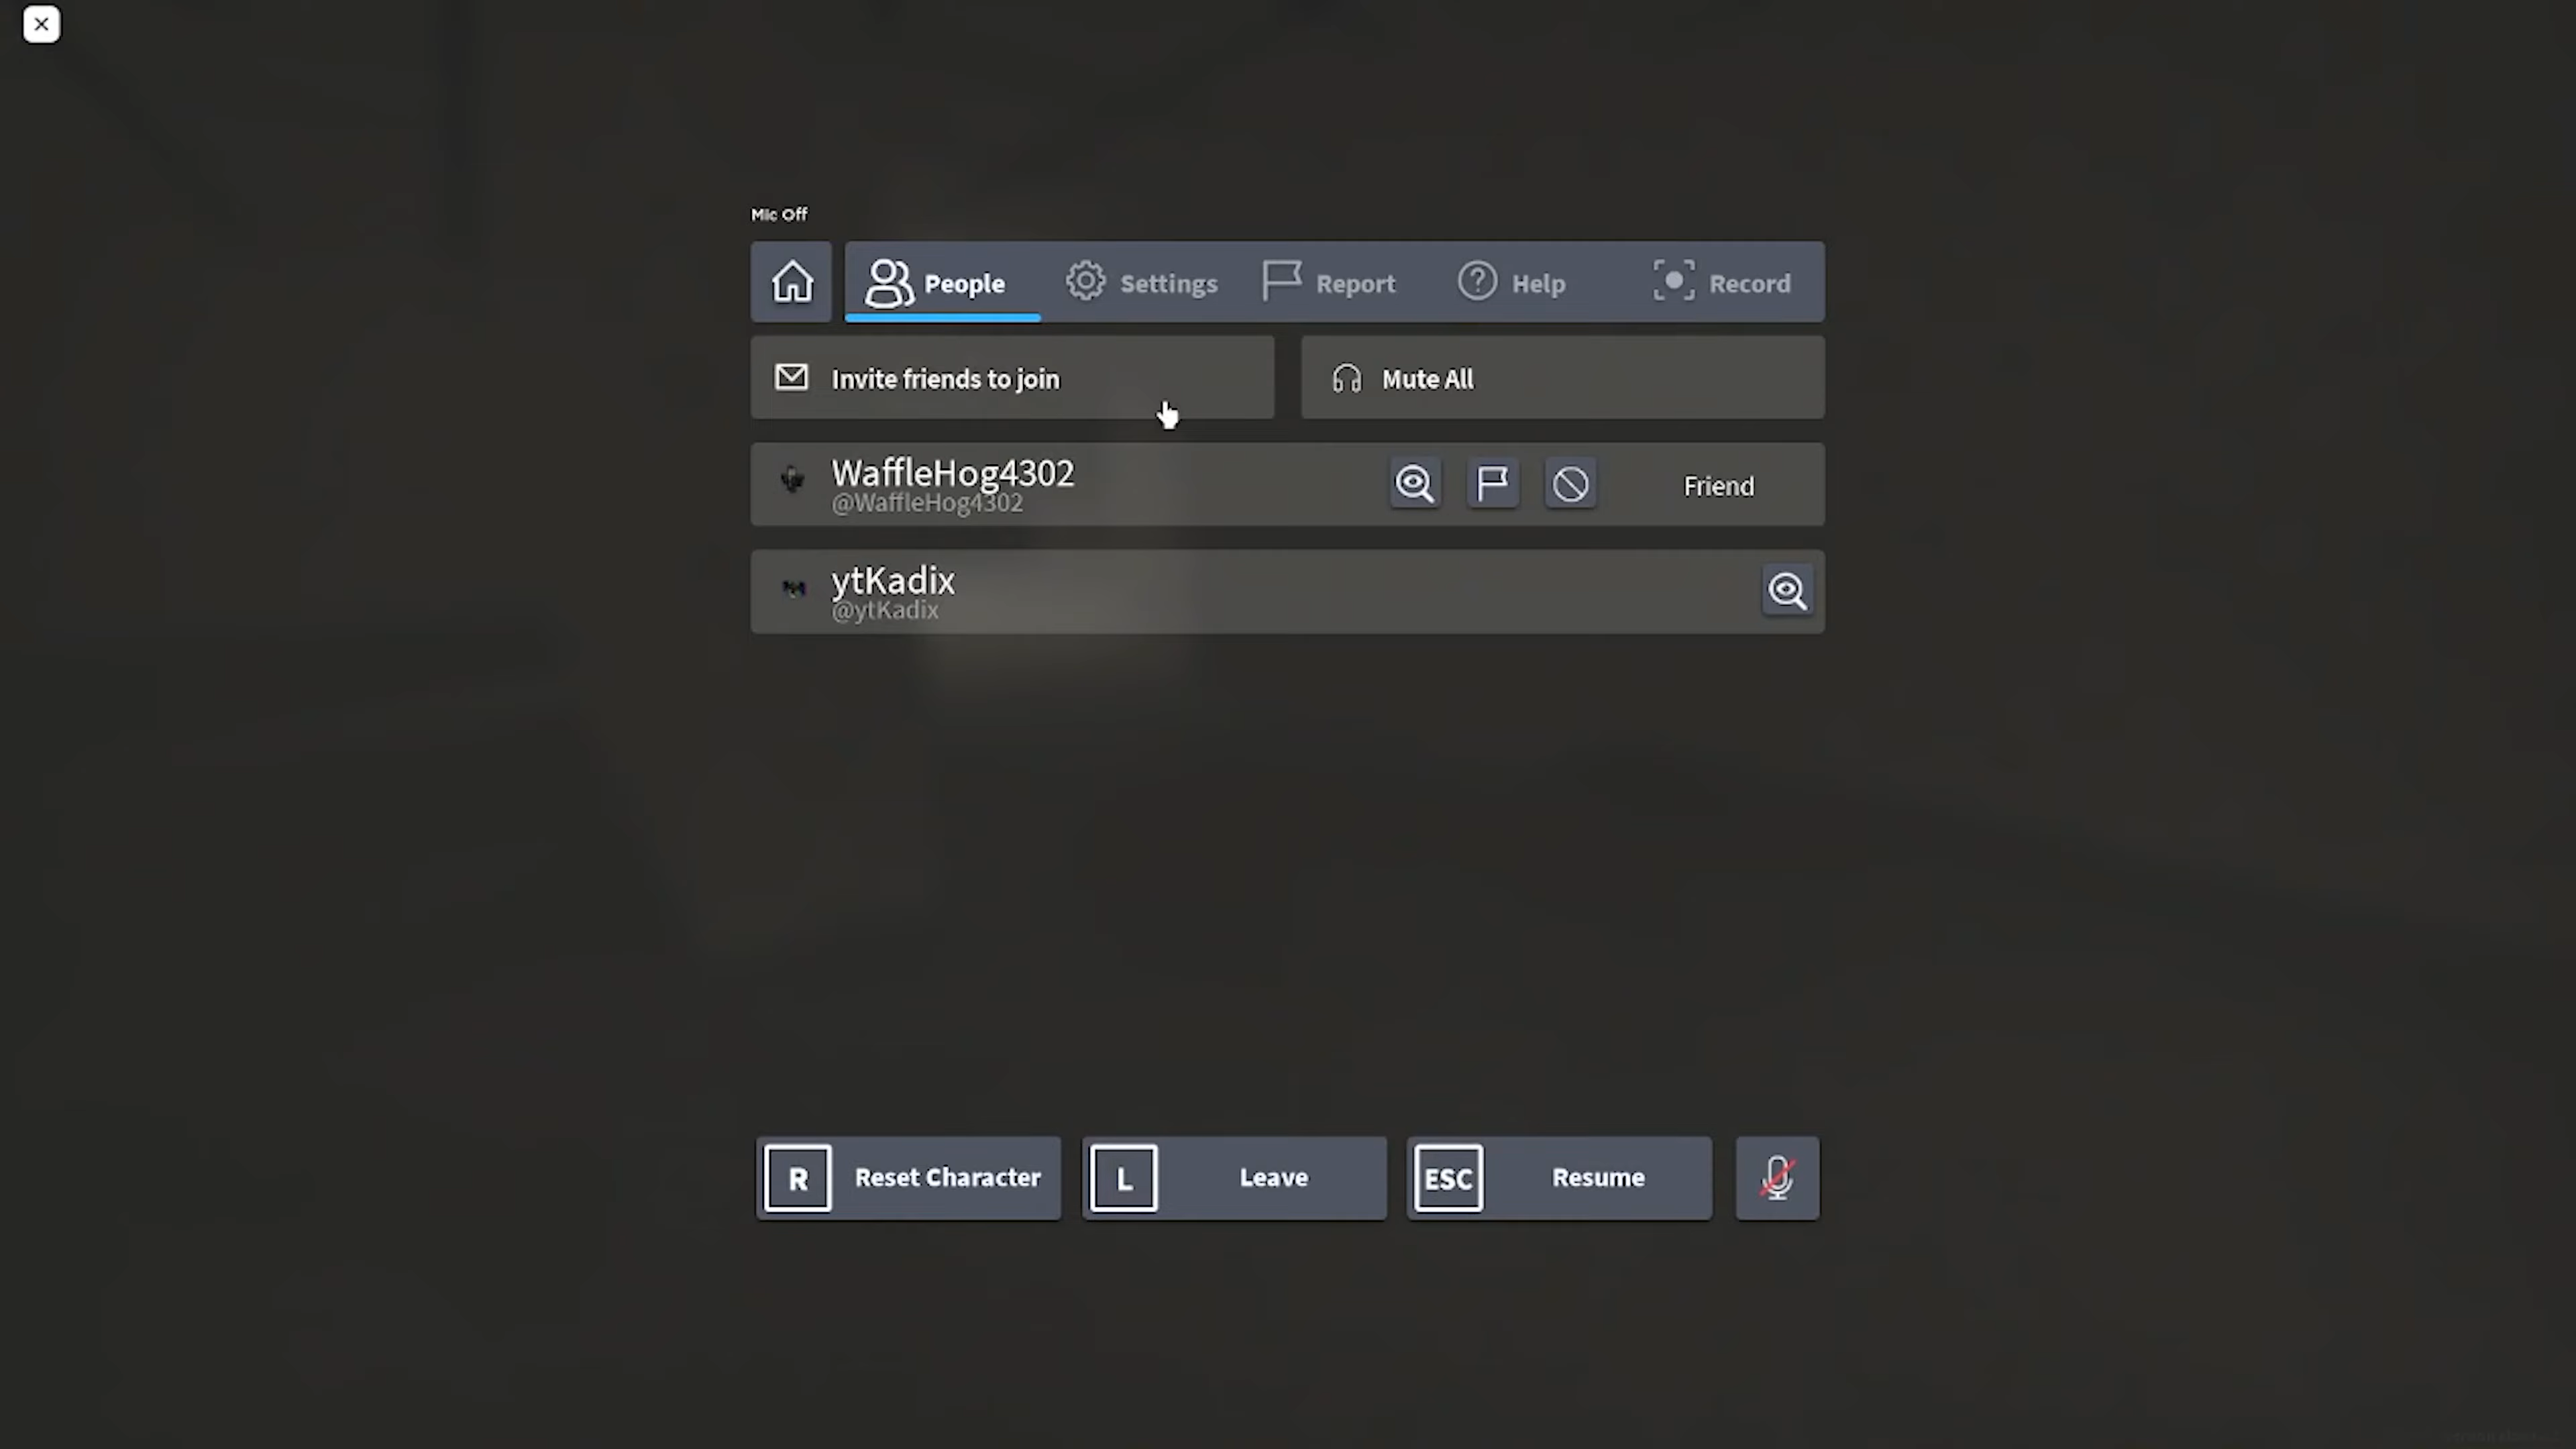 Mic Off
People
Settings
Report
Help
Record
Invite friends to join
Mute All
WaffleHog4302
@WaffleHog4302
Friend
ytKadix
@ytKadix
R Reset Character
L Leave
ESC Resume